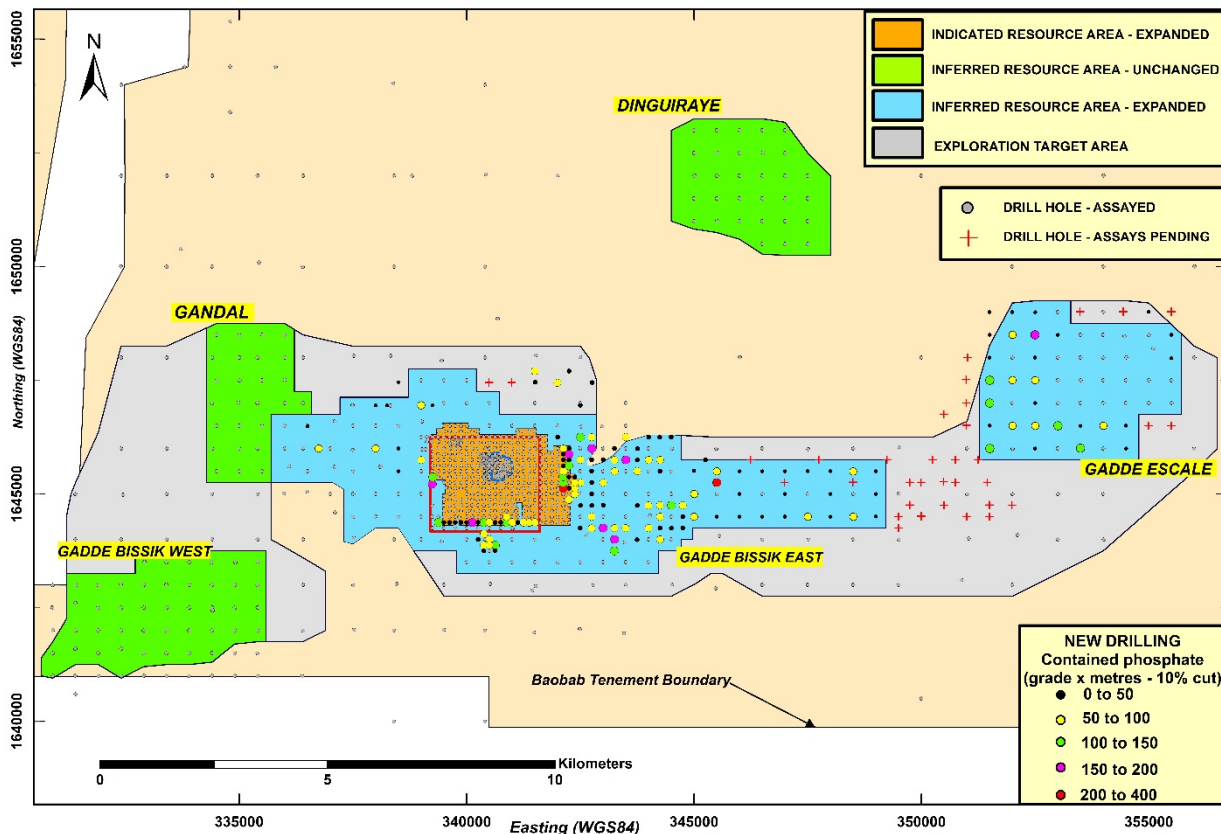 1655000
N
INDICATED RESOURCE AREA - EXPANDED
INFERRED RESOURCE AREA - UNCHANGED
INFERRED RESOURCE AREA - EXPANDED
EXPLORATION TARGET AREA
DINGUIRAYE
DRILL HOLE - ASSAYED
DRILL HOLE - ASSAYS PENDING
1650000
GANDAL
Northing (WGS84)
GADDE ESCALE
1645000
GADDE BISSIK WEST
GADDE BISSIK EAST
NEW DRILLING
Contained phosphate
(grade x metres - 10% cut)
0 to 50
50 to 100
100 to 150
150 to 200
200 to 400
Baobab Tenement Boundary
1640000
Kilometers
0 5 10
335000 340000 345000 350000 355000
Easting (WGS84)